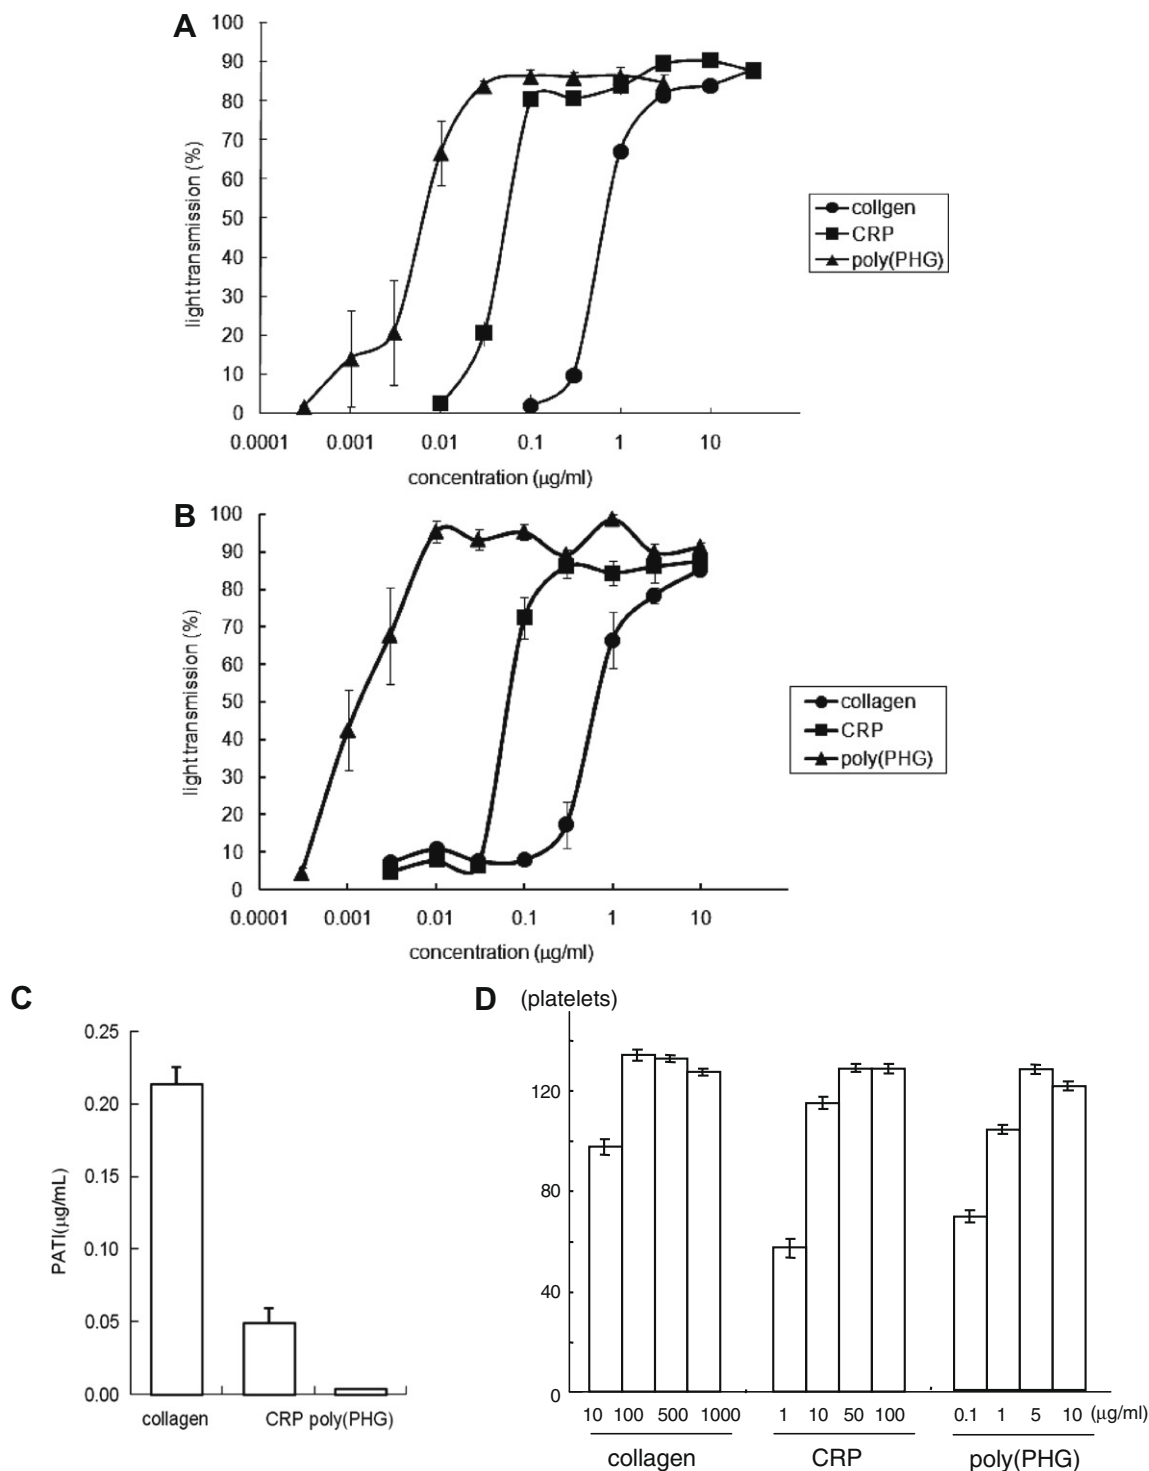 A
100
90
80
70
60
50
40
30
20
10
0
light transmission (%)
0.0001 0.001 0.01 0.1 1 10
concentration (μg/ml)
collgen
CRP
poly(PHG)
B
100
90
80
70
60
50
40
30
20
10
0
light transmission (%)
0.0001 0.001 0.01 0.1 1 10
concentration (μg/ml)
collagen
CRP
poly(PHG)
C
0.25
0.20
0.15
0.10
0.05
0.00
PATI(μg/mL)
collagen CRP poly(PHG)
D (platelets)
120
80
40
0
10 100 500 1000 1 10 50 100 0.1 1 5 10 (μg/ml)
collagen CRP poly(PHG)